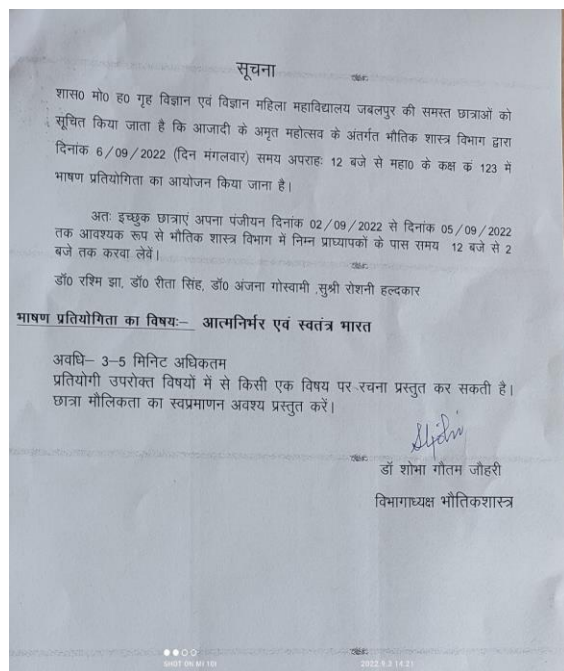 सूचना
शास0 मो0 ह0 गृह विज्ञान एवं विज्ञान महिला महाविद्यालय जबलपुर की समस्त छात्राओं को
सूचित किया जाता है कि आजादी के अमृत महोत्सव के अंतर्गत भौतिक शास्त्र विभाग द्वारा
दिनांक 6/09/2022 (दिन मंगलवार) समय अपराहः 12 बजे से महा0 के कक्ष कं 123 में
भाषण प्रतियोगिता का आयोजन किया जाना है।
अतः इच्छुक छात्राएं अपना पंजीयन दिनांक 02/09/2022 से दिनांक 05/09/2022
तक आवश्यक रूप से भौतिक शास्त्र विभाग में निम्न प्राध्यापकों के पास समय 12 बजे से 2
बजे तक करवा लेवें।
डॉ0 रश्मि झा, डॉ0 रीता सिंह, डॉ0 अंजना गोस्वामी ,सुश्री रोशनी हल्दकार
भाषण प्रतियोगिता का विषयः– आत्मनिर्भर एवं स्वतंत्र भारत
अवधि– 3–5 मिनिट अधिकतम
प्रतियोगी उपरोक्त विषयों में से किसी एक विषय पर रचना प्रस्तुत कर सकती है।
छात्रा मौलिकता का स्वप्रमाणन अवश्य प्रस्तुत करें।
डॉ शोभा गौतम जौहरी
विभागाध्यक्ष भौतिकशास्त्र
SHOT ON MI 10I
2022.9.3 14:21